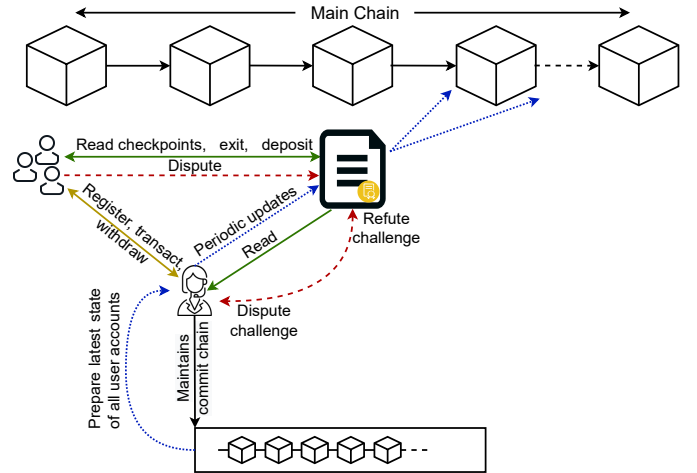 Main Chain
Read checkpoints, exit, deposit
Dispute
Register, transact
withdraw
Periodic updates
Read
Refute
challenge
Dispute
challenge
Prepare latest state
of all user accounts
Maintains
commit chain